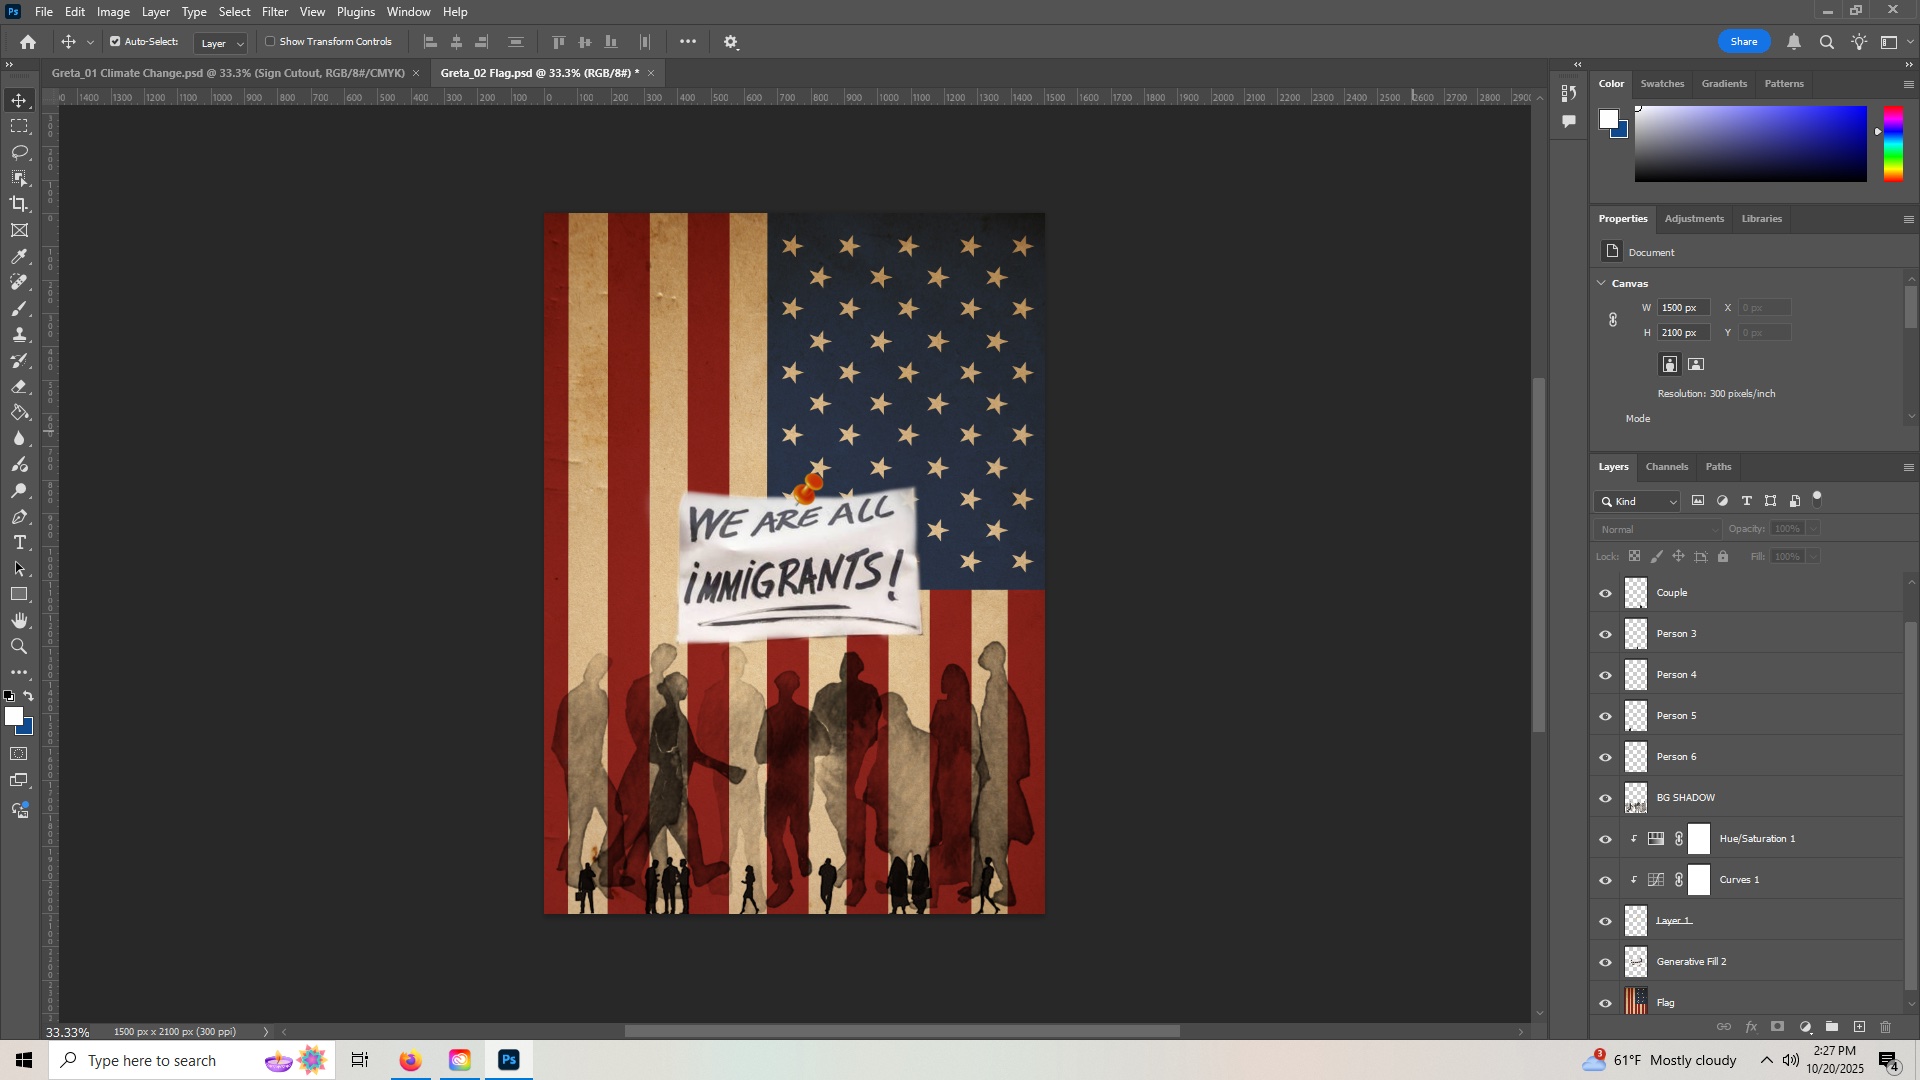 Ps File Edit Image Layer Type Select Filter View Plugins Window Help
Auto-Select: Layer Show Transform Controls Share
Greta_01 Climate Change.psd @ 33.3% (Sign Cutout, RGB/8#/CMYK) × Greta_02 Flag.psd @ 33.3% (RGB/8#) * ×
1400 1300 1200 1100 1000 900 800 700 600 500 400 300 200 100 0 100 200 300 400 500 600 700 800 900 1000 1100 1200 1300 1400 1500 1600 1700 1800 1900 2000 2100 2200 2300 2400 2500 2600 2700 2800 2900
WE ARE ALL
iMMiGRANTS!
Color Swatches Gradients Patterns
Properties Adjustments Libraries
Document
Canvas
W 1500 px X 0 px
H 2100 px Y 0 px
Resolution: 300 pixels/inch
Mode
Layers Channels Paths
Kind
Normal Opacity: 100%
Lock: Fill: 100%
Couple
Person 3
Person 4
Person 5
Person 6
BG SHADOW
Hue/Saturation 1
Curves 1
Layer 1
Generative Fill 2
Flag
33.33% 1500 px x 2100 px (300 ppi)
Type here to search Ps 3 61°F Mostly cloudy 2:27 PM
10/20/2025 4